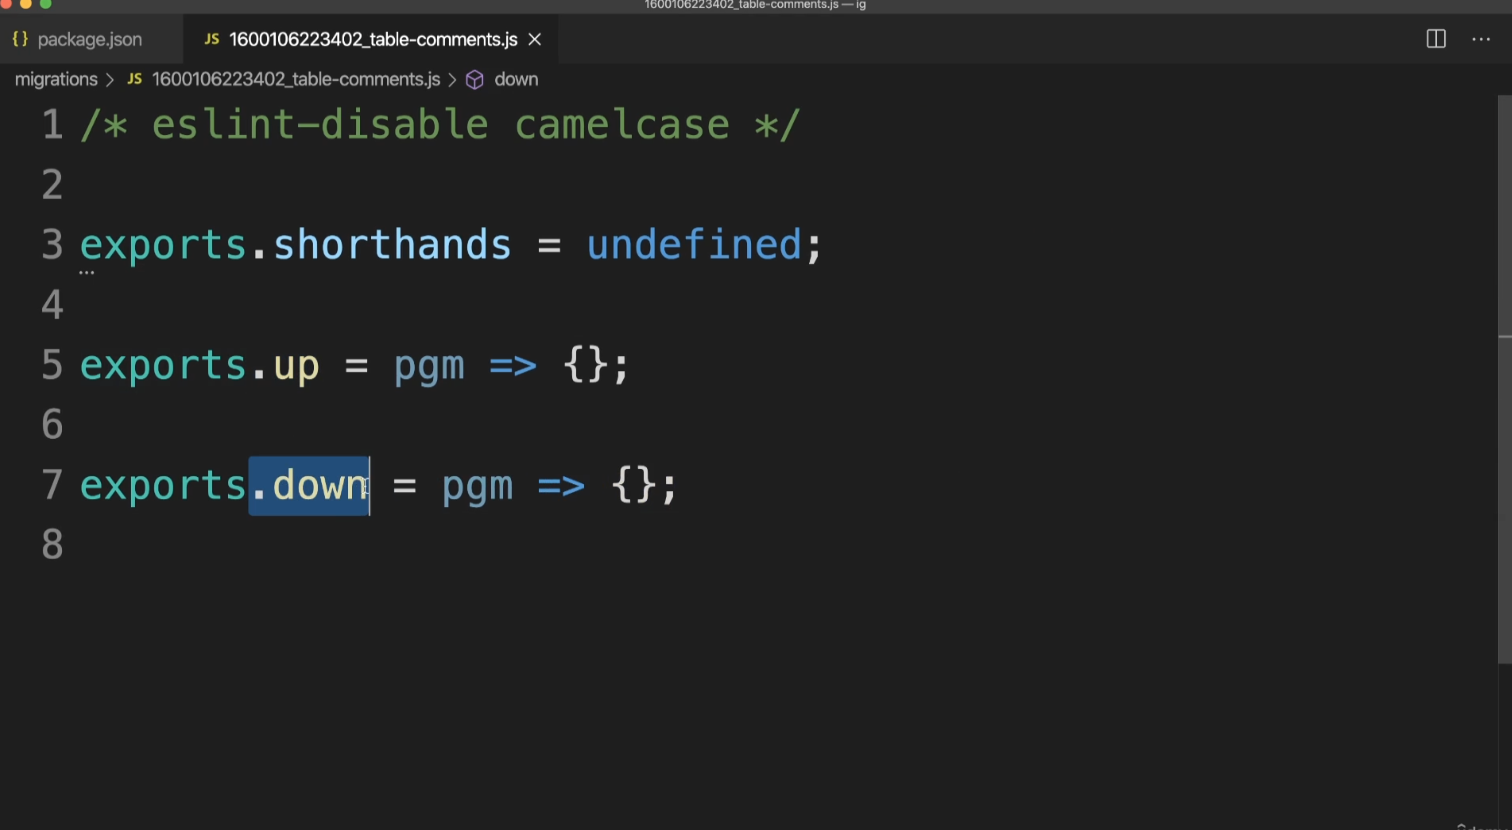 1600106223402_table-comments.js — ig
{} package.json JS 1600106223402_table-comments.js ×
migrations > JS 1600106223402_table-comments.js > down
1 /* eslint-disable camelcase */
2
3 exports.shorthands = undefined;
4
5 exports.up = pgm => {};
6
7 exports.down = pgm => {};
8